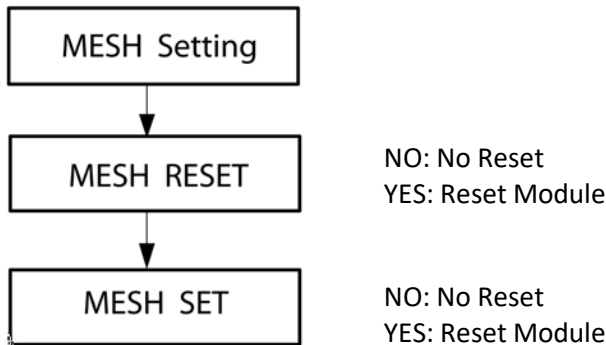 MESH Setting
MESH RESET
NO: No Reset
YES: Reset Module
MESH SET
NO: No Reset
YES: Reset Module